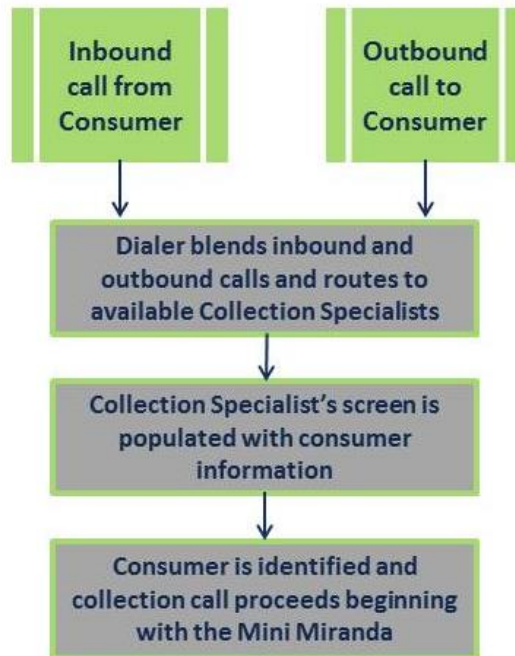 Inbound
call from
Consumer
Outbound
call to
Consumer
Dialer blends inbound and
outbound calls and routes to
available Collection Specialists
Collection Specialist's screen is
populated with consumer
information
Consumer is identified and
collection call proceeds beginning
with the Mini Miranda